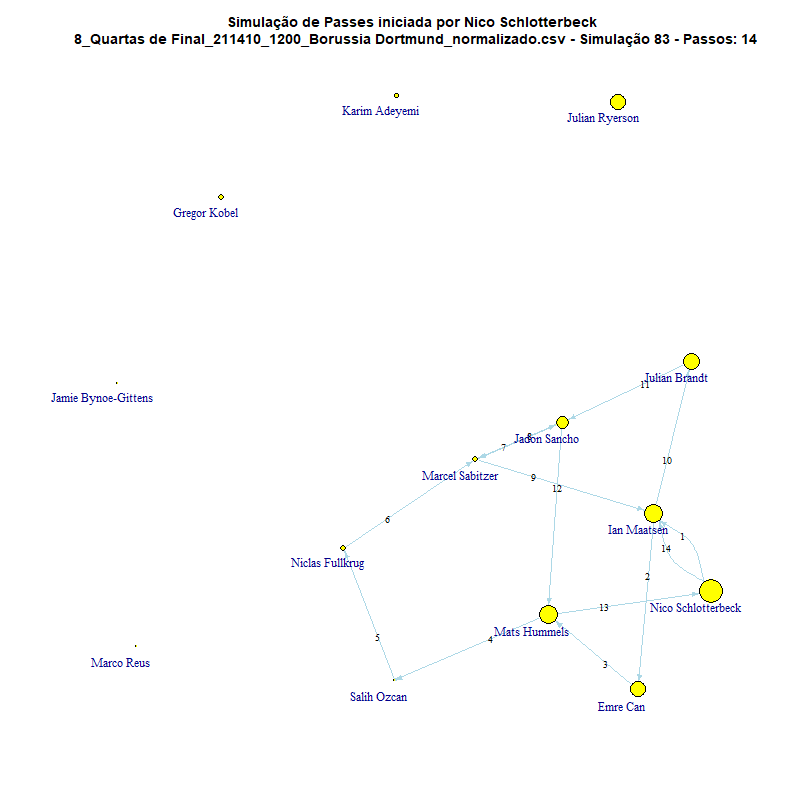 Simulação de Passes iniciada por Nico Schlotterbeck
8_Quartas de Final_211410_1200_Borussia Dortmund_normalizado.csv - Simulação 83 - Passos: 14
Karim Adeyemi
Julian Ryerson
Gregor Kobel
Julian Brandt
11
Jamie Bynoe-Gittens
8
Jadon Sancho
7
10
Marcel Sabitzer
9
12
6
Ian Maatsen
1
14
Niclas Fullkrug
2
Nico Schlotterbeck
13
Mats Hummels
5
4
Marco Reus
3
Salih Ozcan
Emre Can